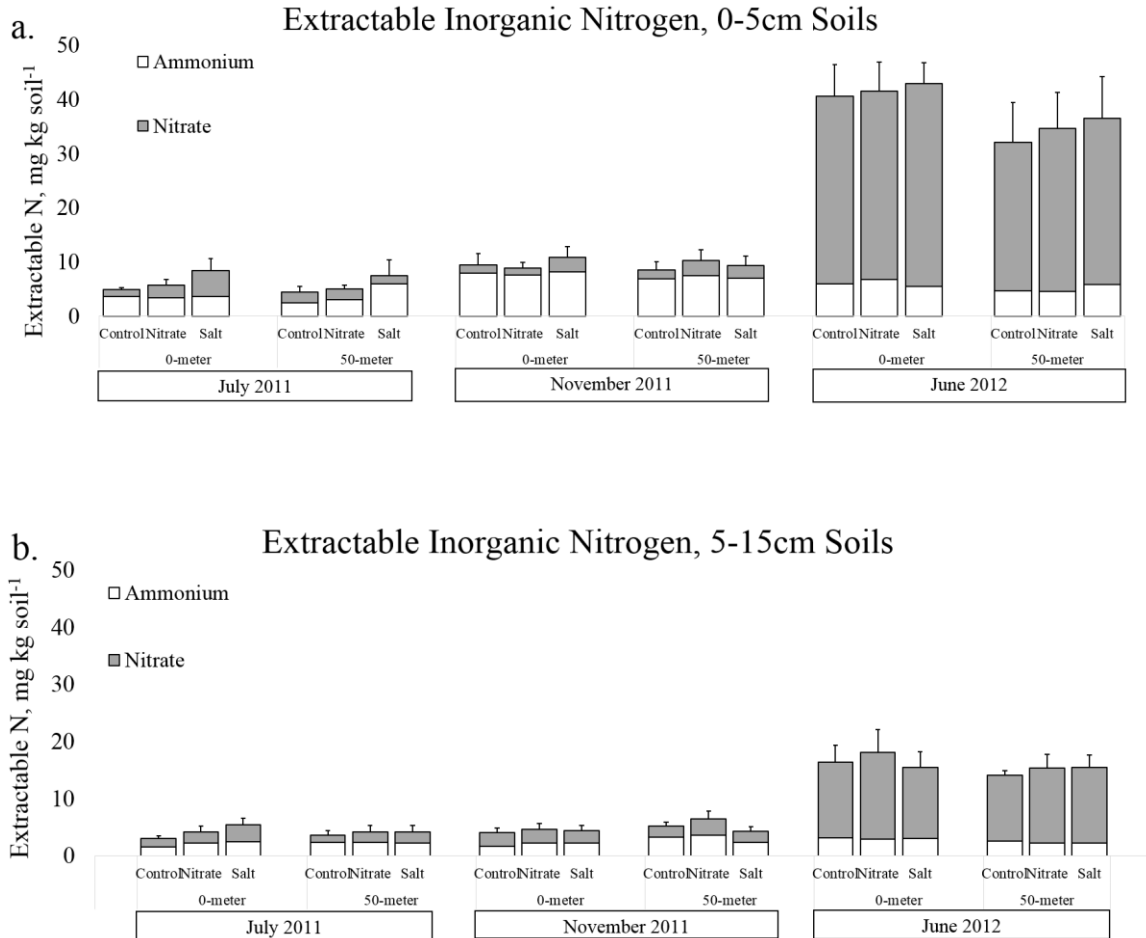 a.
Extractable Inorganic Nitrogen, 0-5cm Soils
Extractable N, mg kg soil-1
50
40
30
20
10
0
Ammonium
Nitrate
Control Nitrate Salt Control Nitrate Salt Control Nitrate Salt Control Nitrate Salt Control Nitrate Salt Control Nitrate Salt
0-meter 50-meter 0-meter 50-meter 0-meter 50-meter
July 2011 November 2011 June 2012
b.
Extractable Inorganic Nitrogen, 5-15cm Soils
Extractable N, mg kg soil-1
50
40
30
20
10
0
Ammonium
Nitrate
Control Nitrate Salt Control Nitrate Salt Control Nitrate Salt Control Nitrate Salt Control Nitrate Salt Control Nitrate Salt
0-meter 50-meter 0-meter 50-meter 0-meter 50-meter
July 2011 November 2011 June 2012